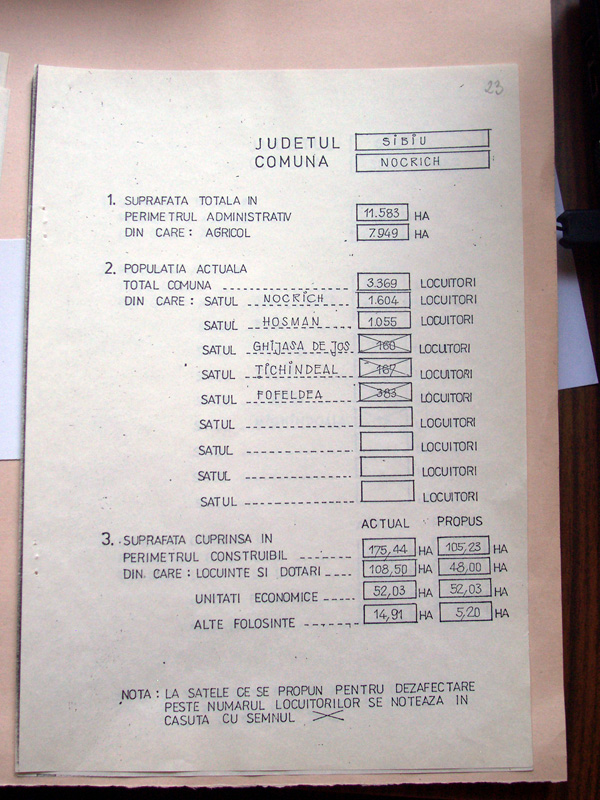 23
JUDETUL SIBIU
COMUNA NOCRICH
1. SUPRAFATA TOTALA IN
PERIMETRUL ADMINISTRATIV 11.583 HA
DIN CARE: AGRICOL 7.949 HA
2. POPULATIA ACTUALA
TOTAL COMUNA 3.369 LOCUITORI
DIN CARE: SATUL NOCRICH 1.604 LOCUITORI
SATUL HOSMAN 1.055 LOCUITORI
SATUL GHIJASA DE JOS 160 LOCUITORI
SATUL TICHINDEAL 167 LOCUITORI
SATUL FOFELDEA 383 LOCUITORI
SATUL LOCUITORI
SATUL LOCUITORI
SATUL LOCUITORI
SATUL LOCUITORI
ACTUAL PROPUS
3. SUPRAFATA CUPRINSA IN
PERIMETRUL CONSTRUIBIL 175,44 HA 105,23 HA
DIN CARE: LOCUINTE SI DOTARI 108,50 HA 48,00 HA
UNITATI ECONOMICE 52,03 HA 52,03 HA
ALTE FOLOSINTE 14,91 HA 5,20 HA
NOTA: LA SATELE CE SE PROPUN PENTRU DEZAFECTARE
PESTE NUMARUL LOCUITORILOR SE NOTEAZA IN
CASUTA CU SEMNUL